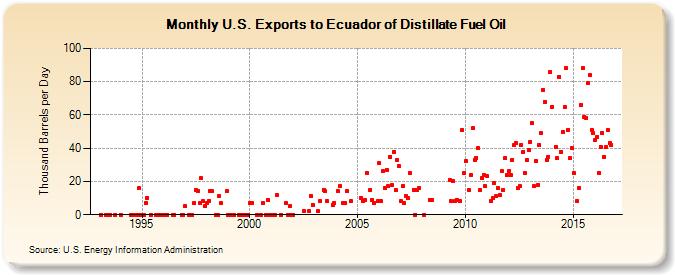 Monthly U.S. Exports to Ecuador of Distillate Fuel Oil
Thousand Barrels per Day
100
80
60
40
20
0
1995 2000 2005 2010 2015
Source: U.S. Energy Information Administration